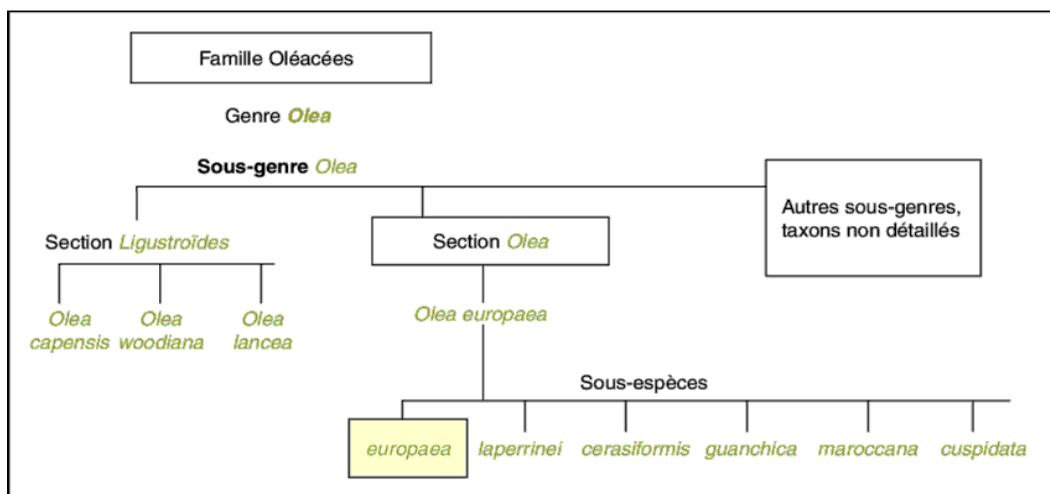 Famille Oléacées
Genre Olea
Sous-genre Olea
Autres sous-genres,
taxons non détaillés
Section Ligustroïdes
Section Olea
Olea
capensis
Olea
woodiana
Olea
lancea
Olea europaea
Sous-espèces
europaea
laperrinei
cerasiformis
guanchica
maroccana
cuspidata